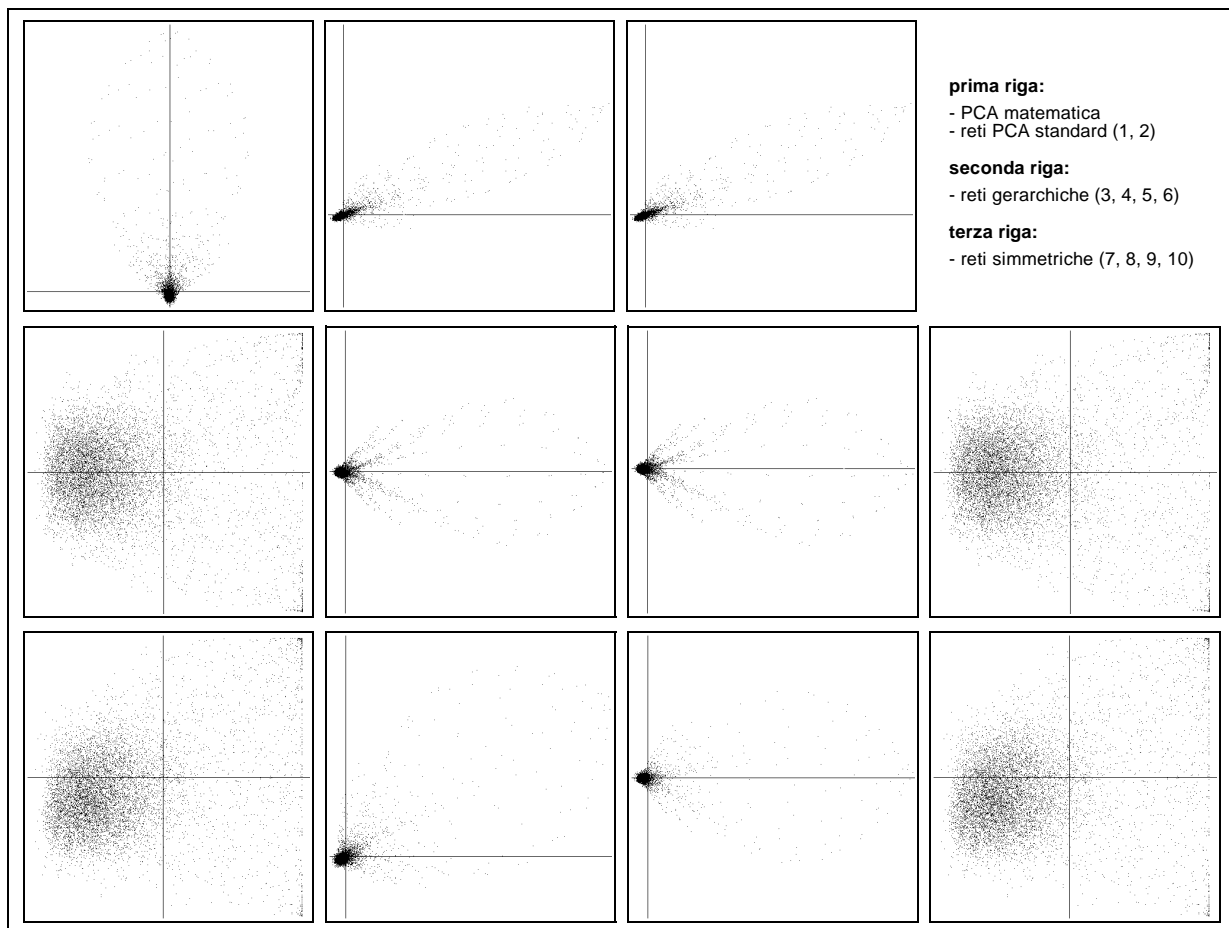 prima riga:
- PCA matematica
- reti PCA standard (1, 2)
seconda riga:
- reti gerarchiche (3, 4, 5, 6)
terza riga:
- reti simmetriche (7, 8, 9, 10)